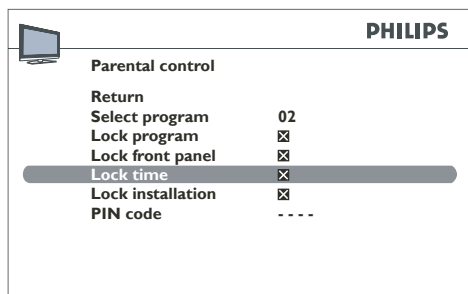 PHILIPS
Parental control
Return
Select program 02
Lock program
Lock front panel
Lock time
Lock installation
PIN code - - - -